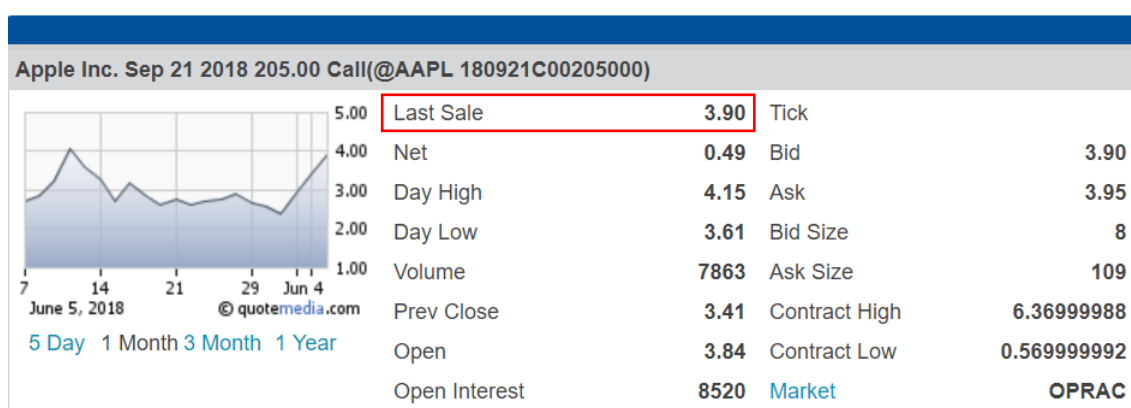 Apple Inc. Sep 21 2018 205.00 Call(@AAPL 180921C00205000)
5.00
4.00
3.00
2.00
1.00
7 14 21 29 Jun 4
June 5, 2018 © quotemedia.com
5 Day 1 Month 3 Month 1 Year
Last Sale 3.90 Tick
Net 0.49 Bid 3.90
Day High 4.15 Ask 3.95
Day Low 3.61 Bid Size 8
Volume 7863 Ask Size 109
Prev Close 3.41 Contract High 6.36999988
Open 3.84 Contract Low 0.569999992
Open Interest 8520 Market OPRAC